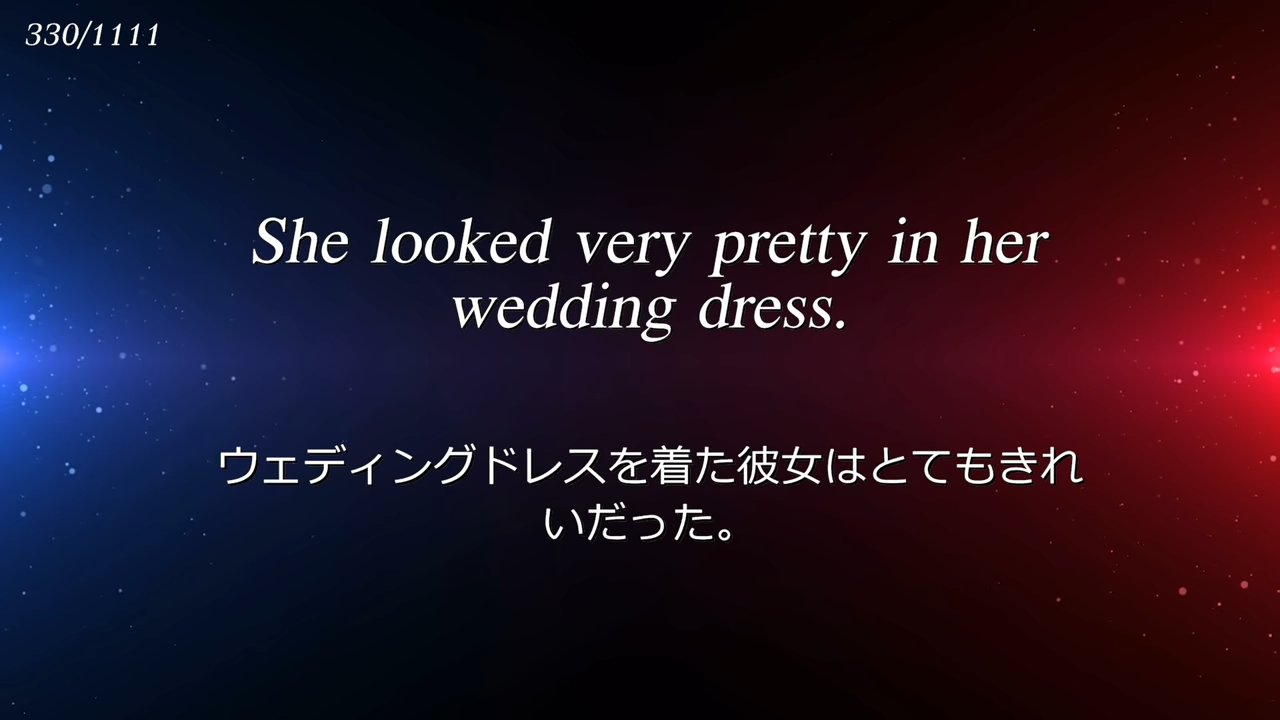 330/1111
She looked very pretty in her
wedding dress.
ウェディングドレスを着た彼女はとてもきれ
いだった。